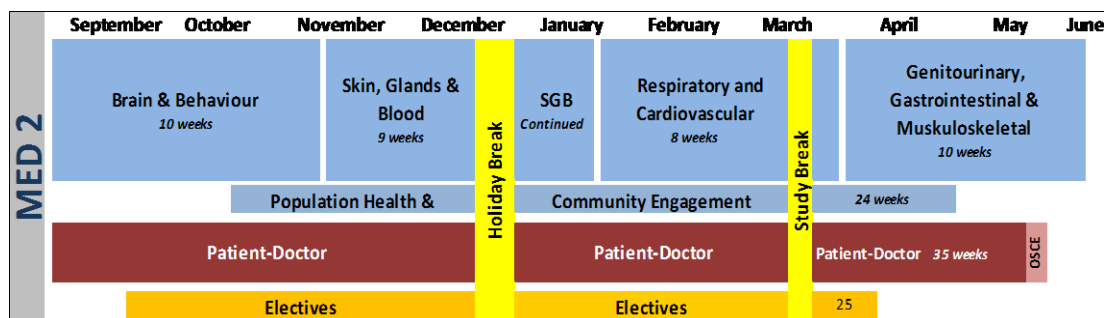 September October November December January February March April May June
MED 2
Brain & Behaviour
10 weeks
Skin, Glands &
Blood
9 weeks
Holiday Break
SGB
Continued
Respiratory and
Cardiovascular
8 weeks
Study Break
Genitourinary,
Gastrointestinal &
Muskuloskeletal
10 weeks
Population Health & Community Engagement 24 weeks
Patient-Doctor Patient-Doctor Patient-Doctor 35 weeks OSCE
Electives Electives 25